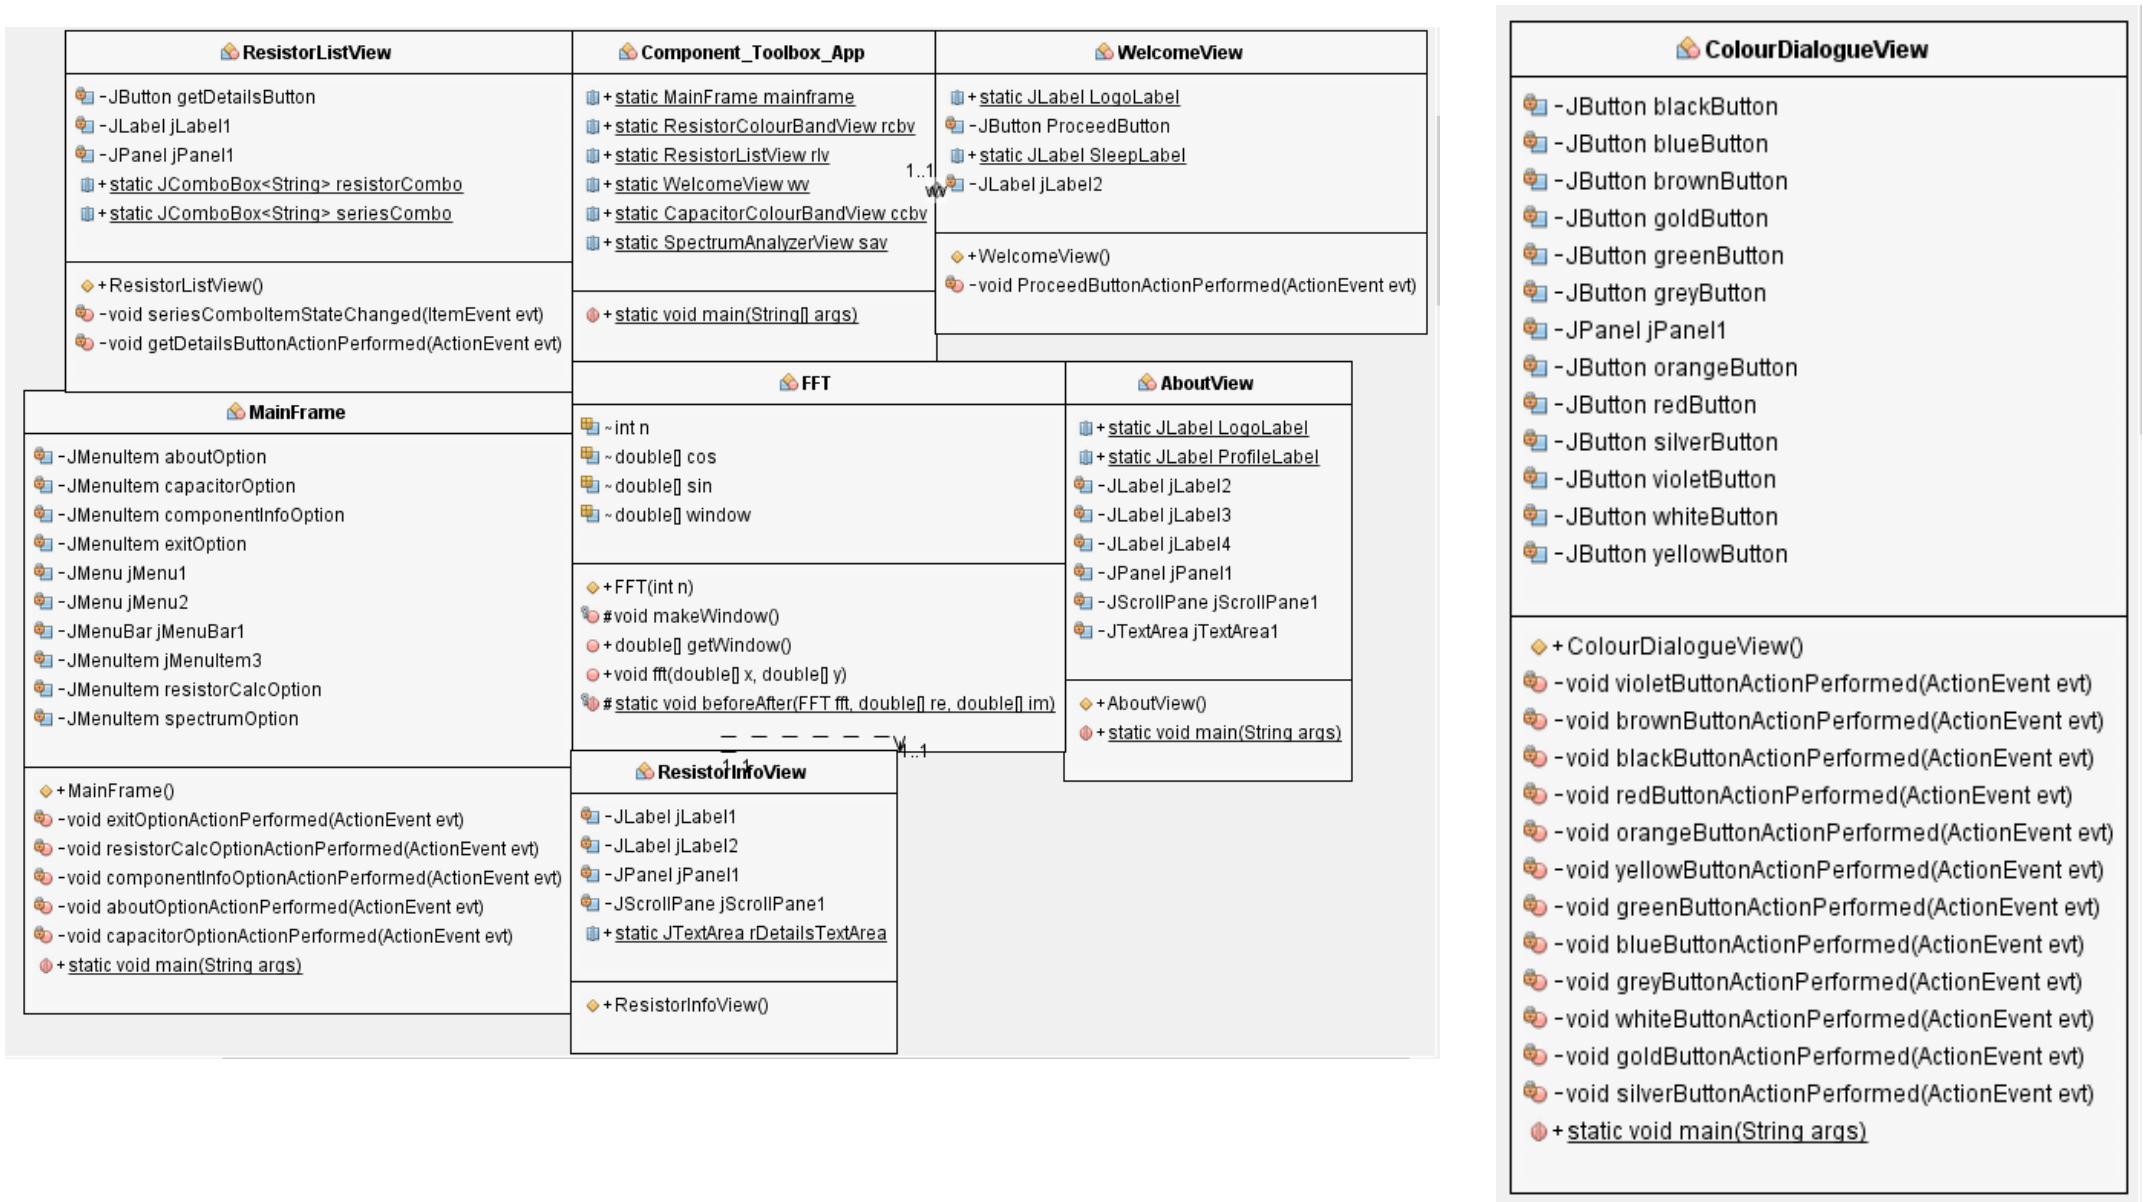 ResistorListView
-JButton getDetailsButton
-JLabel jLabel1
-JPanel jPanel1
+static JComboBox<String> resistorCombo
+static JComboBox<String> seriesCombo
+ResistorListView()
-void seriesComboItemStateChanged(ItemEvent evt)
-void getDetailsButtonActionPerformed(ActionEvent evt)
Component_Toolbox_App
+static MainFrame mainframe
+static ResistorColourBandView rcbv
+static ResistorListView rlv
+static WelcomeView wv
+static CapacitorColourBandView ccbv
+static SpectrumAnalyzerView sav
+static void main(String[] args)
1..1
WelcomeView
+static JLabel LogoLabel
-JButton ProceedButton
+static JLabel SleepLabel
-JLabel jLabel2
+WelcomeView()
-void ProceedButtonActionPerformed(ActionEvent evt)
MainFrame
-JMenuItem aboutOption
-JMenuItem capacitorOption
-JMenuItem componentInfoOption
-JMenuItem exitOption
-JMenu jMenu1
-JMenu jMenu2
-JMenuBar jMenuBar1
-JMenuItem jMenuItem3
-JMenuItem resistorCalcOption
-JMenuItem spectrumOption
+MainFrame()
-void exitOptionActionPerformed(ActionEvent evt)
-void resistorCalcOptionActionPerformed(ActionEvent evt)
-void componentInfoOptionActionPerformed(ActionEvent evt)
-void aboutOptionActionPerformed(ActionEvent evt)
-void capacitorOptionActionPerformed(ActionEvent evt)
+static void main(String args)
FFT
~int n
~double[] cos
~double[] sin
~double[] window
+FFT(int n)
#void makeWindow()
+double[] getWindow()
+void fft(double[] x, double[] y)
#static void beforeAfter(FFT fft, double[] re, double[] im)
1..1
AboutView
+static JLabel LogoLabel
+static JLabel ProfileLabel
-JLabel jLabel2
-JLabel jLabel3
-JLabel jLabel4
-JPanel jPanel1
-JScrollPane jScrollPane1
-JTextArea jTextArea1
+AboutView()
+static void main(String args)
ResistorInfoView
-JLabel jLabel1
-JLabel jLabel2
-JPanel jPanel1
-JScrollPane jScrollPane1
+static JTextArea rDetailsTextArea
+ResistorInfoView()
ColourDialogueView
-JButton blackButton
-JButton blueButton
-JButton brownButton
-JButton goldButton
-JButton greenButton
-JButton greyButton
-JPanel jPanel1
-JButton orangeButton
-JButton redButton
-JButton silverButton
-JButton violetButton
-JButton whiteButton
-JButton yellowButton
+ColourDialogueView()
-void violetButtonActionPerformed(ActionEvent evt)
-void brownButtonActionPerformed(ActionEvent evt)
-void blackButtonActionPerformed(ActionEvent evt)
-void redButtonActionPerformed(ActionEvent evt)
-void orangeButtonActionPerformed(ActionEvent evt)
-void yellowButtonActionPerformed(ActionEvent evt)
-void greenButtonActionPerformed(ActionEvent evt)
-void blueButtonActionPerformed(ActionEvent evt)
-void greyButtonActionPerformed(ActionEvent evt)
-void whiteButtonActionPerformed(ActionEvent evt)
-void goldButtonActionPerformed(ActionEvent evt)
-void silverButtonActionPerformed(ActionEvent evt)
+static void main(String args)